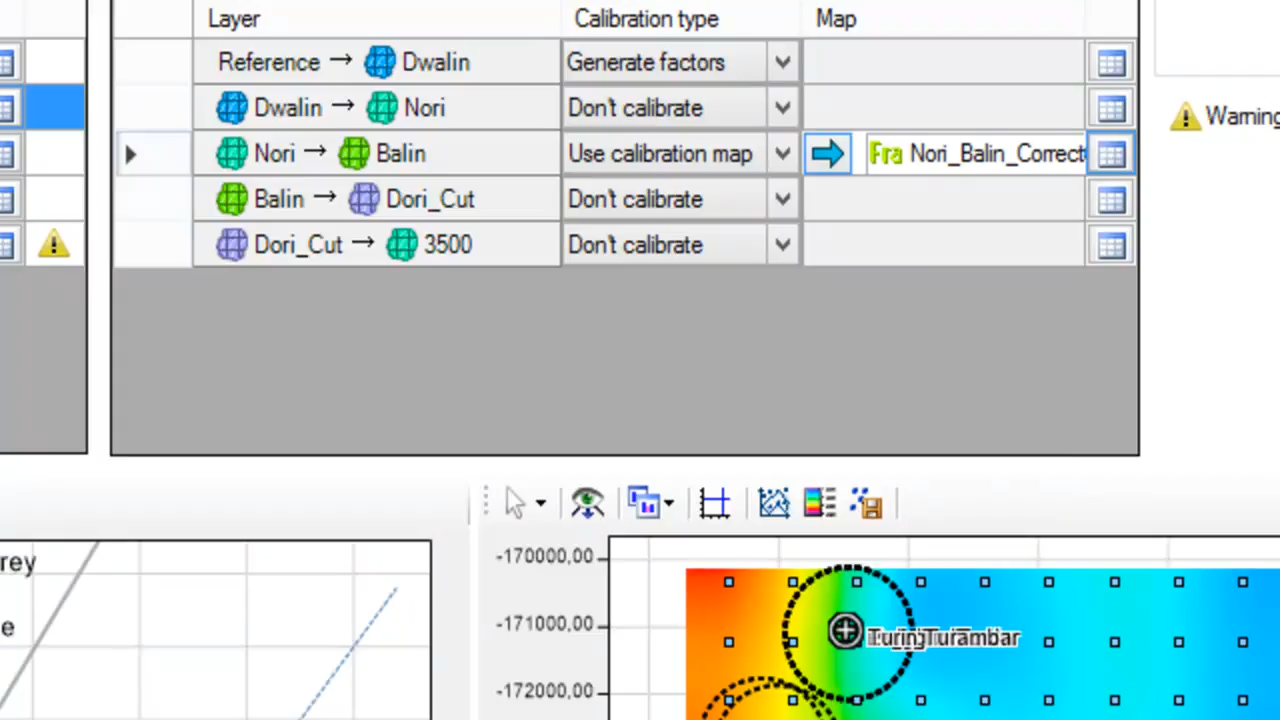 Layer Calibration type Map
Reference → Dwalin Generate factors
Dwalin → Nori Don't calibrate
Nori → Balin Use calibration map Fra Nori_Balin_Correct
Balin → Dori_Cut Don't calibrate
Dori_Cut → 3500 Don't calibrate
Warning
rey
e
-170000,00
-171000,00
-172000,00